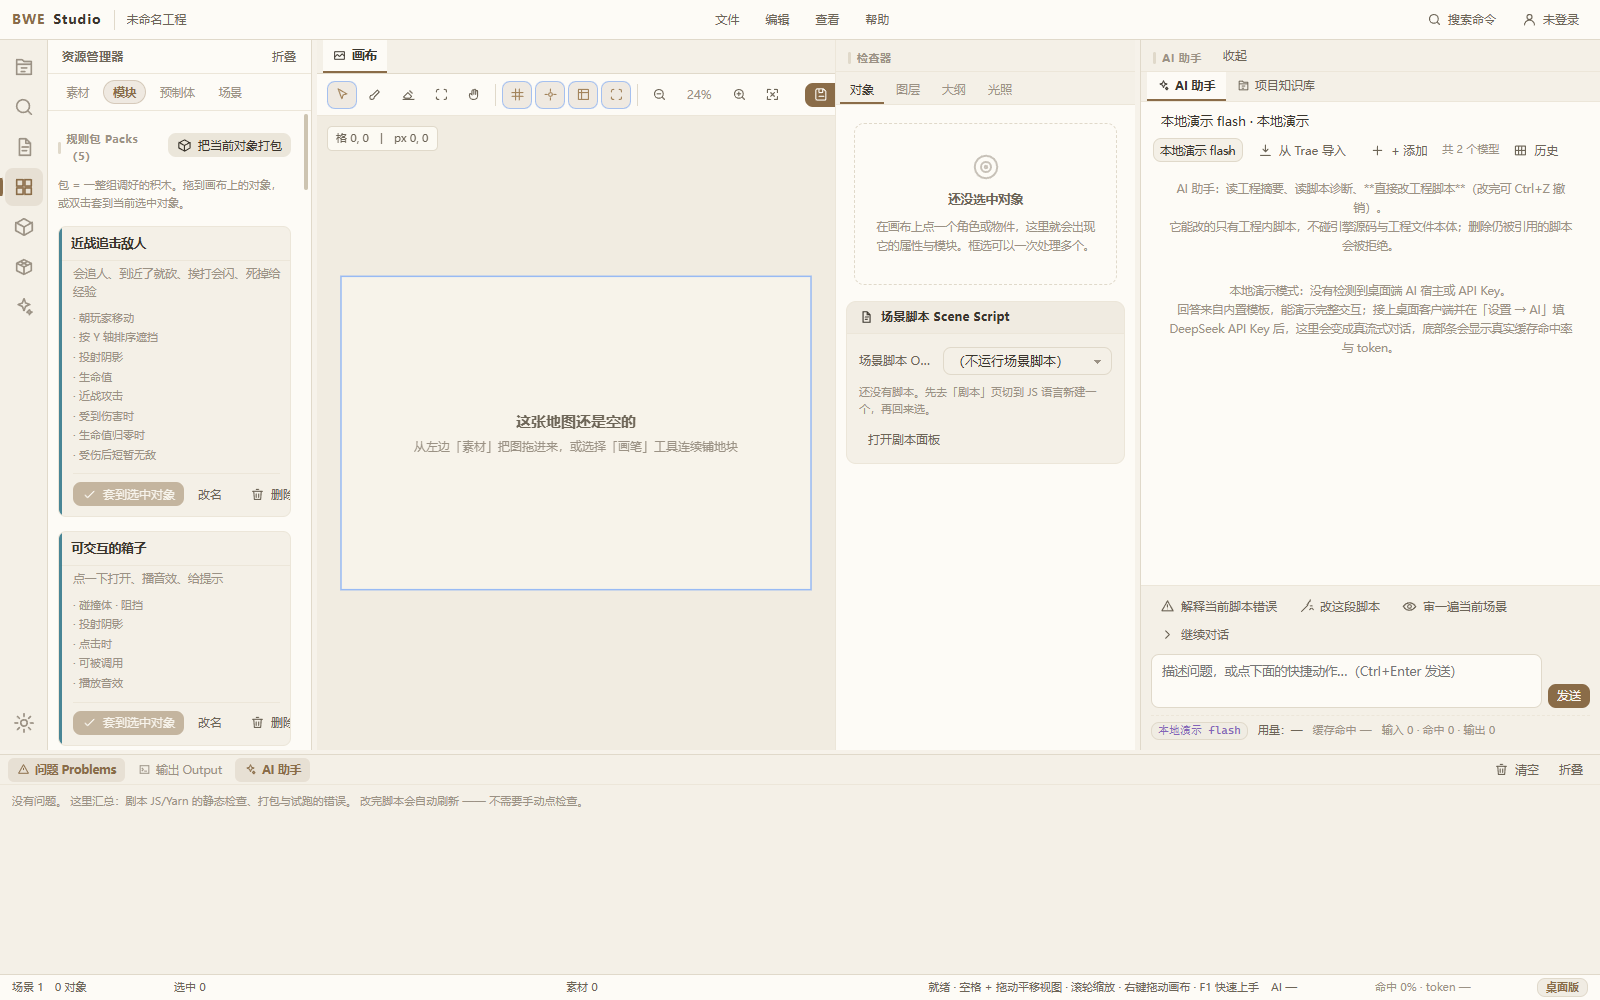 BWE Studio 未命名工程
文件 编辑 查看 帮助
搜索命令 未登录
资源管理器 折叠
素材 模块 预制体 场景
规则包 Packs (5)
把当前对象打包
包 = 一整组调好的积木。拖到画布上的对象，
或双击套到当前选中对象。
近战追击敌人
会追人、到近了就砍、挨打会闪、死掉给
经验
· 朝玩家移动
· 按 Y 轴排序遮挡
· 投射阴影
· 生命值
· 近战攻击
· 受到伤害时
· 生命值归零时
· 受伤后短暂无敌
套到选中对象 改名 删除
可交互的箱子
点一下打开、播音效、给提示
· 碰撞体 · 阻挡
· 投射阴影
· 点击时
· 可被调用
· 播放音效
套到选中对象 改名 删除
画布
24%
格 0, 0 | px 0, 0
这张地图还是空的
从左边「素材」把图拖进来，或选择「画笔」工具连续铺地块
检查器
对象 图层 大纲 光照
还没选中对象
在画布上点一个角色或物件，这里就会出现
它的属性与模块。框选可以一次处理多个。
场景脚本 Scene Script
场景脚本 O... （不运行场景脚本）
还没有脚本。先去「剧本」页切到 JS 语言新建一
个，再回来选。
打开剧本面板
AI 助手 收起
AI 助手 项目知识库
本地演示 flash · 本地演示
本地演示 flash 从 Trae 导入 + 添加 共 2 个模型 历史
AI 助手：读工程摘要、读脚本诊断、**直接改工程脚本**（改完可 Ctrl+Z 撤
销）。
它能改的只有工程内脚本，不碰引擎源码与工程文件本体；删除仍被引用的脚本
会被拒绝。
本地演示模式：没有检测到桌面端 AI 宿主或 API Key。
回答来自内置模板，能演示完整交互；接上桌面客户端并在「设置 → AI」填
DeepSeek API Key 后，这里会变成真流式对话，底部条会显示真实缓存命中率
与 token。
解释当前脚本错误 改这段脚本 审一遍当前场景
继续对话
描述问题，或点下面的快捷动作...（Ctrl+Enter 发送）
发送
本地演示 flash 用量：— 缓存命中 — 输入 0 · 命中 0 · 输出 0
问题 Problems 输出 Output AI 助手
清空 折叠
没有问题。 这里汇总：剧本 JS/Yarn 的静态检查、打包与试跑的错误。 改完脚本会自动刷新 —— 不需要手动点检查。
场景 1 0 对象 选中 0 素材 0 就绪 · 空格 + 拖动平移视图 · 滚轮缩放 · 右键拖动画布 · F1 快速上手 AI — 命中 0% · token — 桌面版